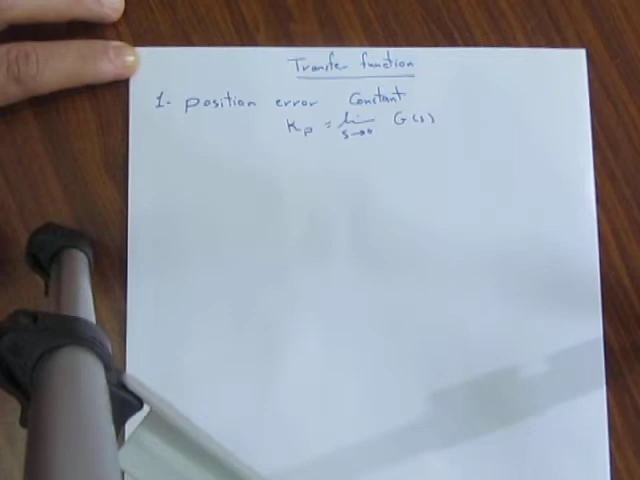 Transfer function
1- position error Constant
Kp = lim s→0 G(s)